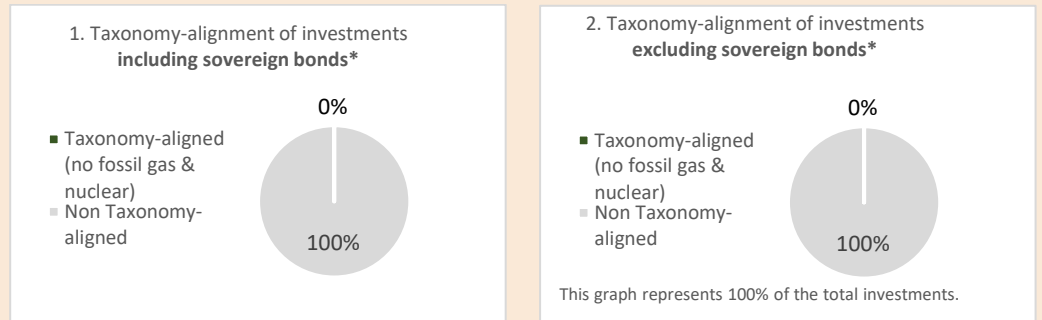 1. Taxonomy-alignment of investments
including sovereign bonds*
0%
Taxonomy-aligned
(no fossil gas &
nuclear)
Non Taxonomy-
aligned
100%
2. Taxonomy-alignment of investments
excluding sovereign bonds*
0%
Taxonomy-aligned
(no fossil gas &
nuclear)
Non Taxonomy-
aligned
100%
This graph represents 100% of the total investments.